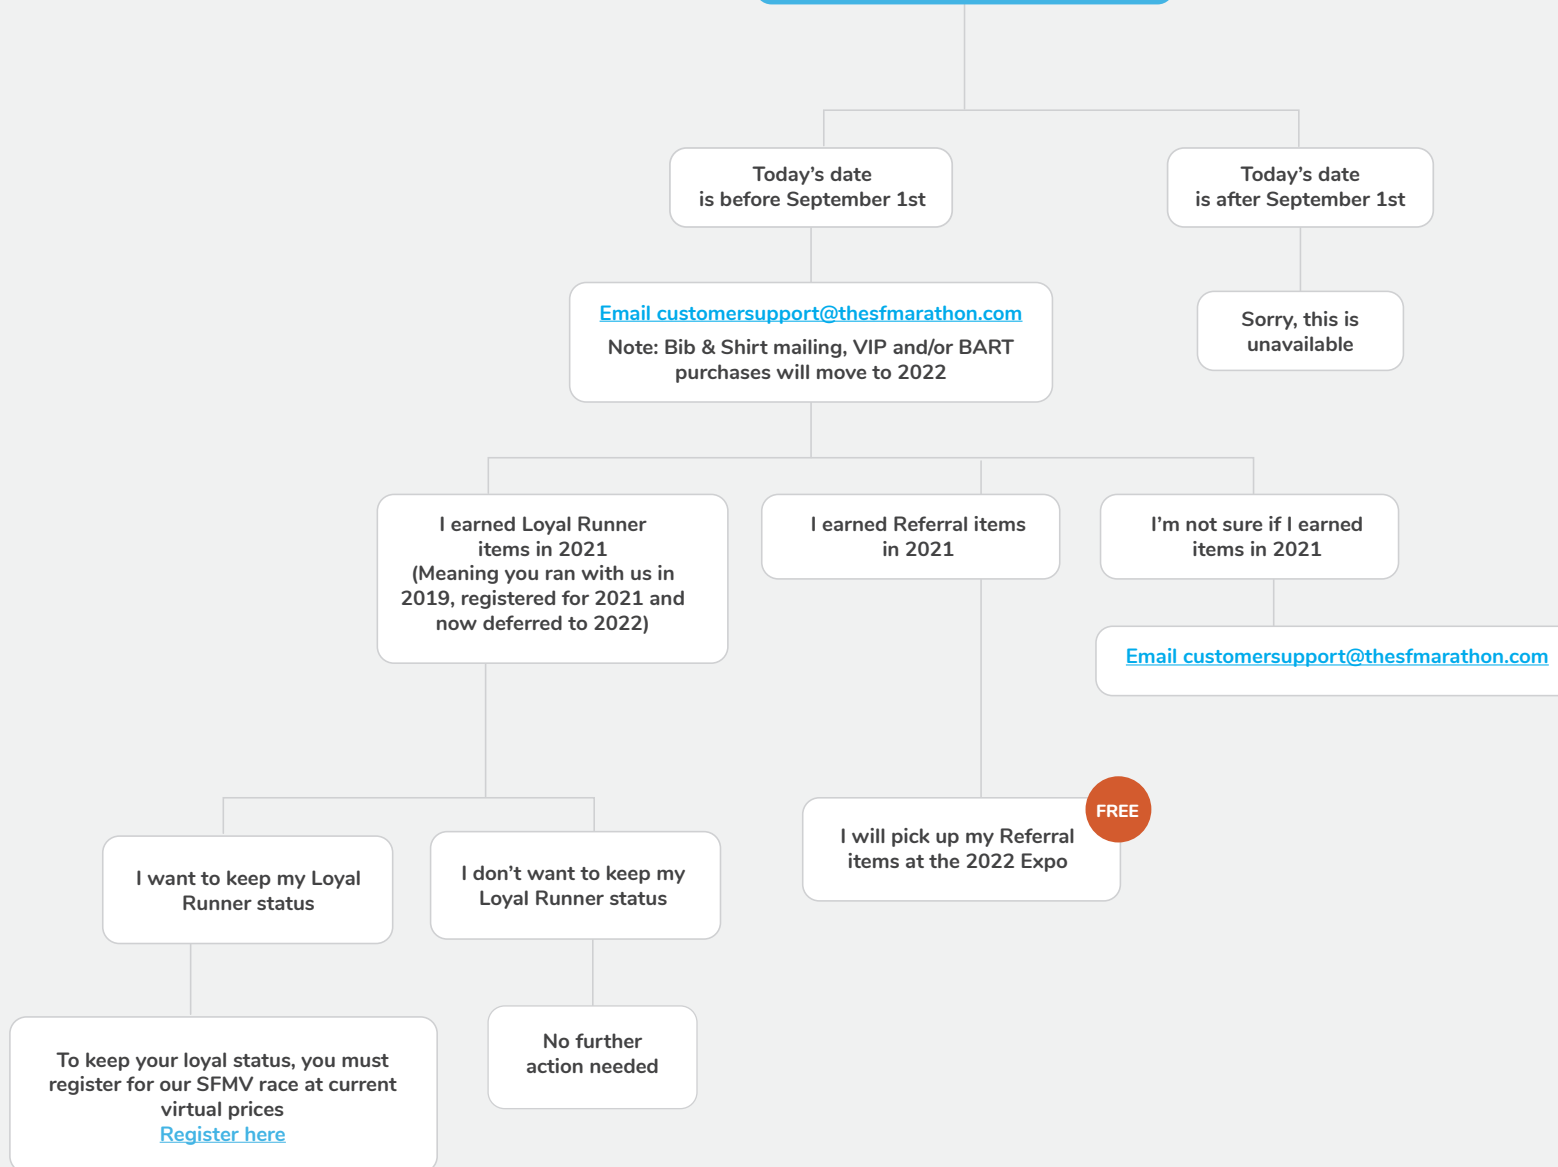 Today’s date
is before September 1st
Today’s date
is after September 1st
Email customersupport@thesfmarathon.com
Note: Bib & Shirt mailing, VIP and/or BART
purchases will move to 2022
Sorry, this is
unavailable
I earned Loyal Runner
items in 2021
(Meaning you ran with us in
2019, registered for 2021 and
now deferred to 2022)
I earned Referral items
in 2021
I’m not sure if I earned
items in 2021
Email customersupport@thesfmarathon.com
FREE
I will pick up my Referral
items at the 2022 Expo
I want to keep my Loyal
Runner status
I don’t want to keep my
Loyal Runner status
To keep your loyal status, you must
register for our SFMV race at current
virtual prices
Register here
No further
action needed